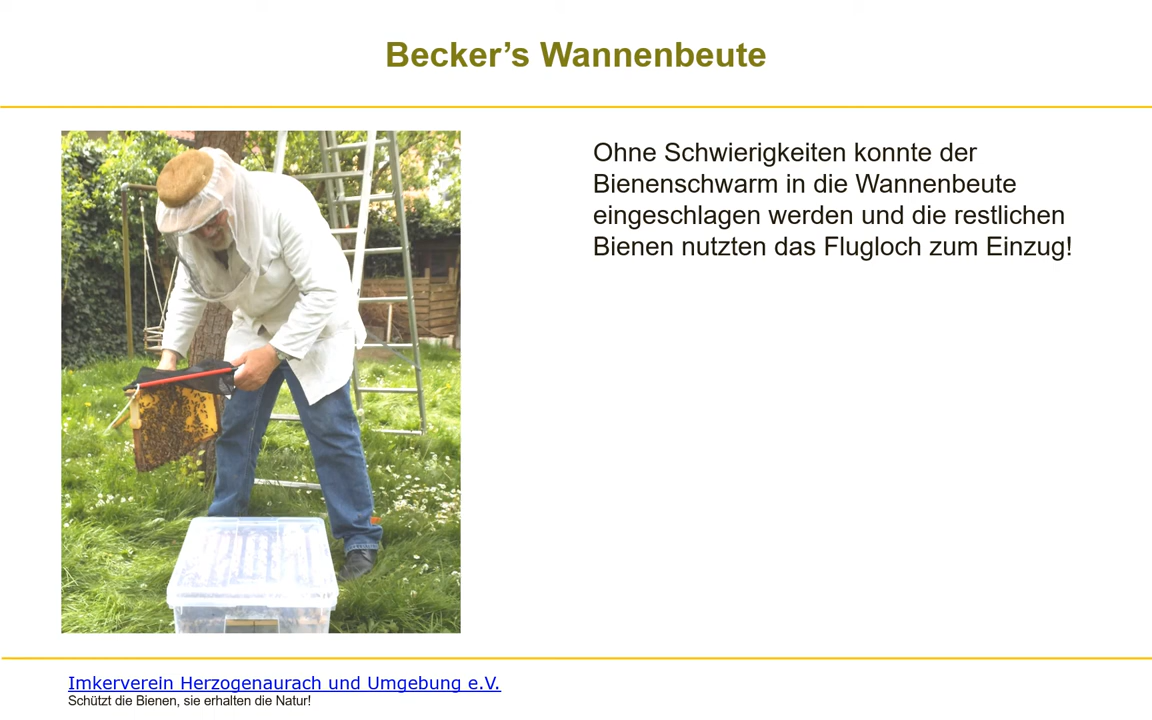 Becker’s Wannenbeute
Ohne Schwierigkeiten konnte der
Bienenschwarm in die Wannenbeute
eingeschlagen werden und die restlichen
Bienen nutzten das Flugloch zum Einzug!
Imkerverein Herzogenaurach und Umgebung e.V.
Schützt die Bienen, sie erhalten die Natur!